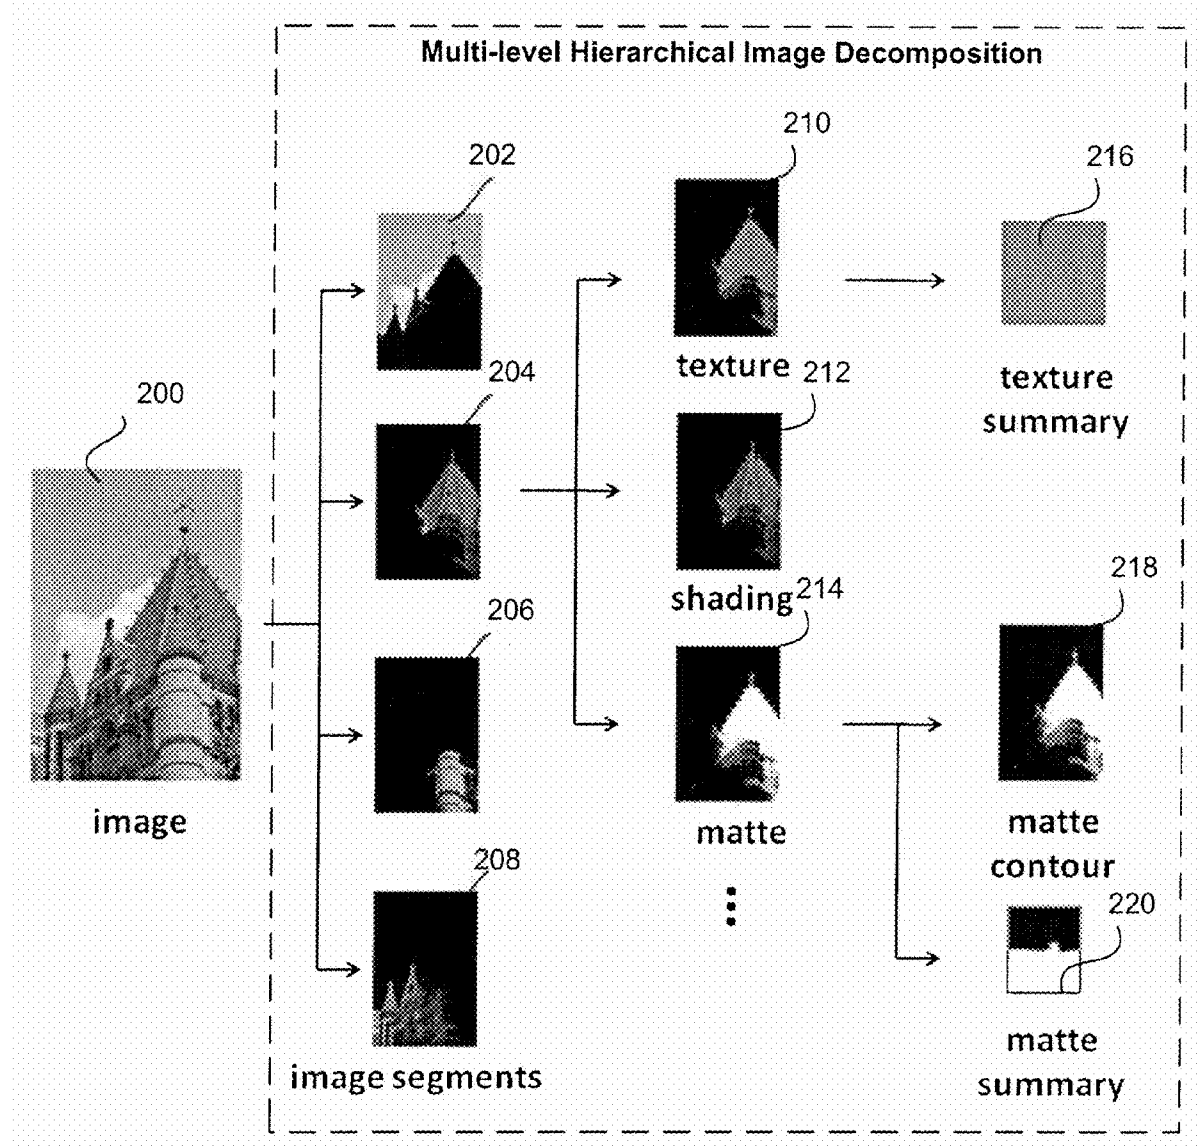 Multi-level Hierarchical Image Decomposition
200
image
202
204
206
208
image segments
210
texture
212
shading
214
matte
216
texture
summary
218
matte
contour
220
matte
summary